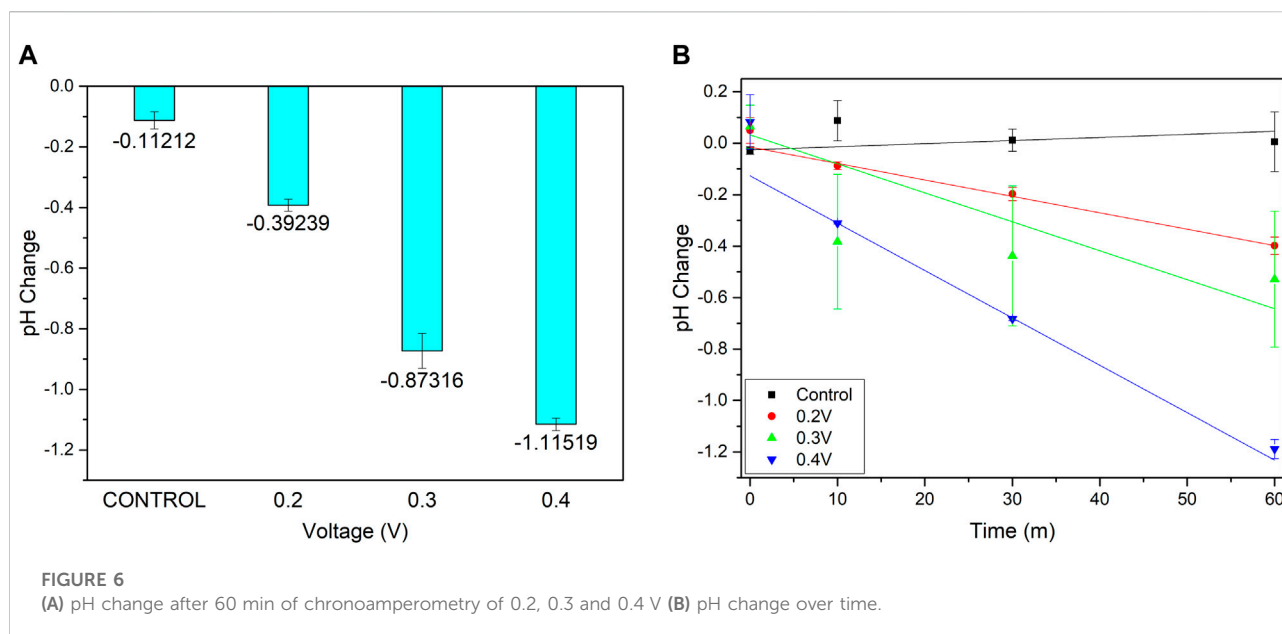 A
pH Change
0.0
-0.2
-0.4
-0.6
-0.8
-1.0
-1.2
-0.11212
-0.39239
-0.87316
-1.11519
CONTROL 0.2 0.3 0.4
Voltage (V)
B
pH Change
0.2
0.0
-0.2
-0.4
-0.6
-0.8
-1.0
-1.2
Control
0.2V
0.3V
0.4V
0 10 20 30 40 50 60
Time (m)
FIGURE 6
(A) pH change after 60 min of chronoamperometry of 0.2, 0.3 and 0.4 V (B) pH change over time.